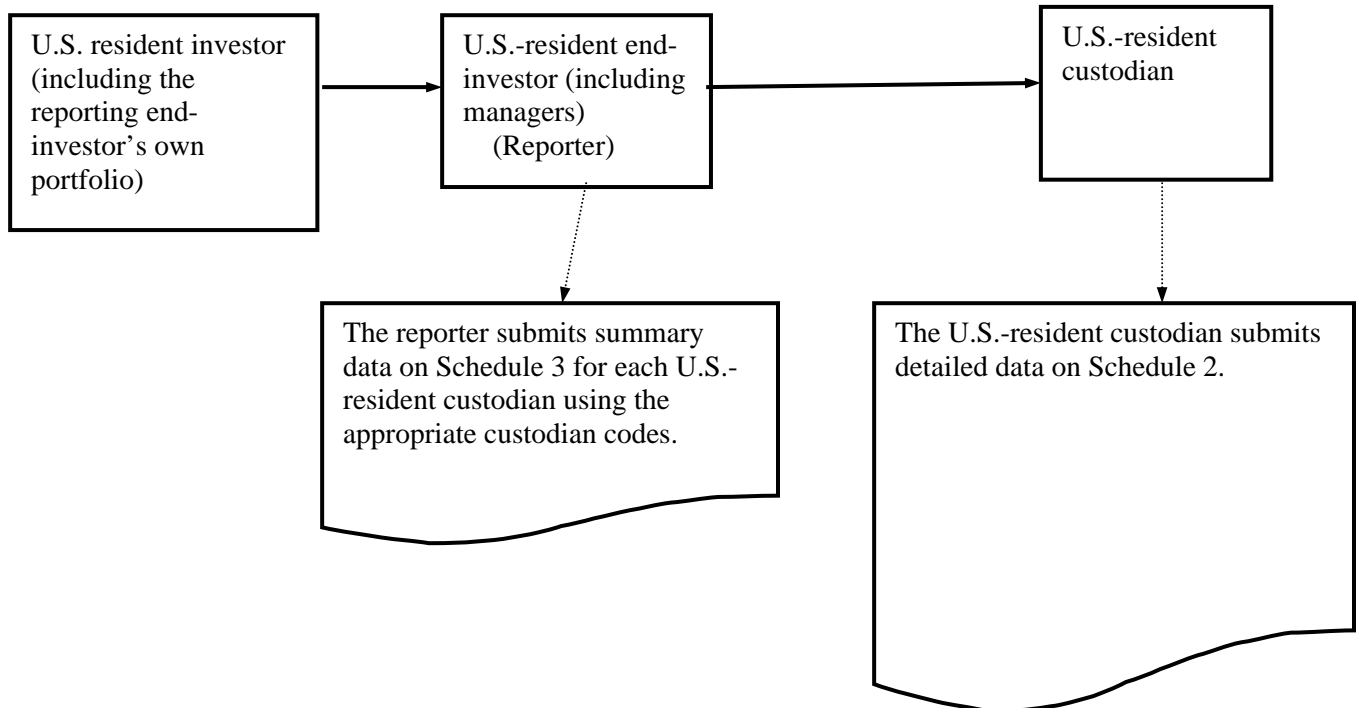 U.S. resident investor
(including the
reporting end-
investor’s own
portfolio)
U.S.-resident end-
investor (including
managers)
(Reporter)
U.S.-resident
custodian
The reporter submits summary
data on Schedule 3 for each U.S.-
resident custodian using the
appropriate custodian codes.
The U.S.-resident custodian submits
detailed data on Schedule 2.